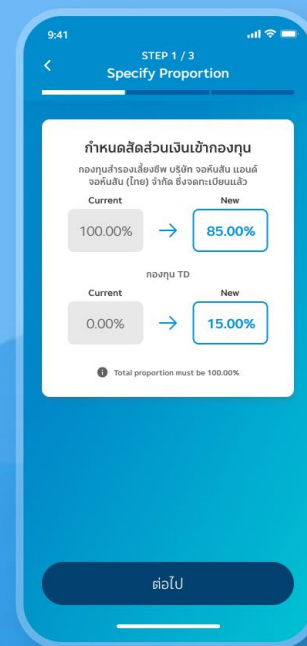 9:41
STEP 1 / 3
Specify Proportion
กำหนดสัดส่วนเงินเข้ากองทุน
กองทุนสำรองเลี้ยงชีพ บริษัท จอห์นสัน แอนด์
จอห์นสัน (ไทย) จำกัด ซึ่งจดทะเบียนแล้ว
Current New
100.00% → 85.00%
กองทุน TD
Current New
0.00% → 15.00%
Total proportion must be 100.00%
ต่อไป